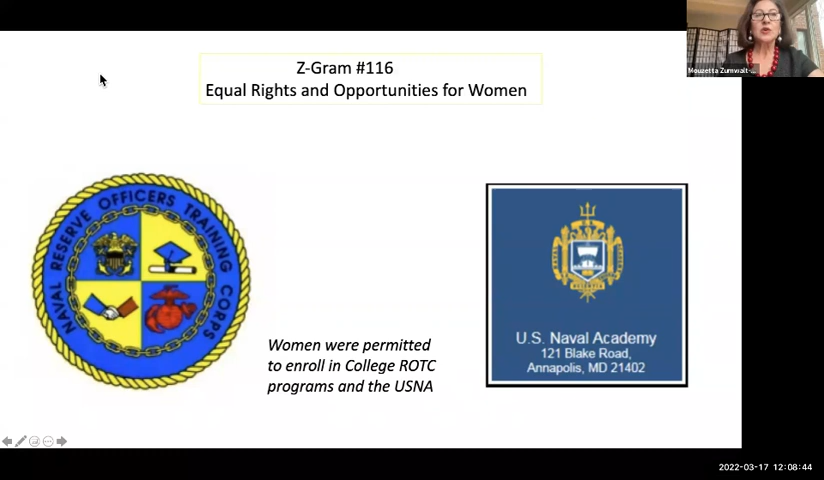 Z-Gram #116
Equal Rights and Opportunities for Women
Mouzetta Zumwalt-...
NAVAL RESERVE OFFICERS TRAINING CORPS
U.S. Naval Academy
121 Blake Road,
Annapolis, MD 21402
Women were permitted
to enroll in College ROTC
programs and the USNA
2022-03-17 12:08:44